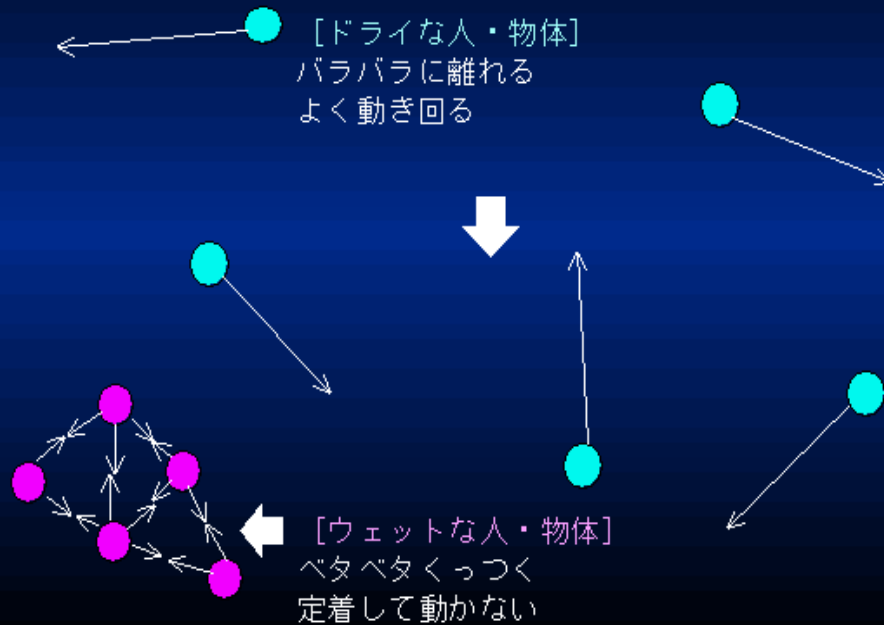 [ドライな人・物体]
バラバラに離れる
よく動き回る
[ウェットな人・物体]
ベタベタくっつく
定着して動かない